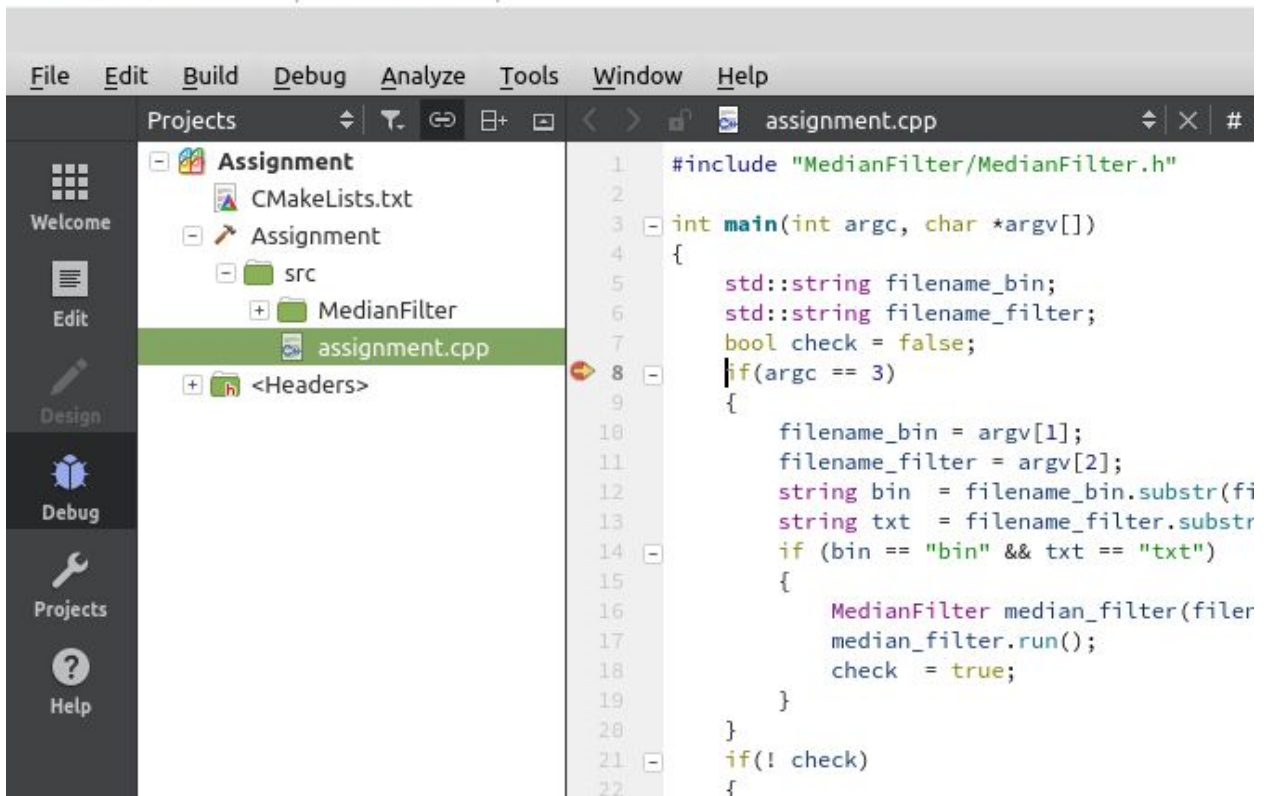 File Edit Build Debug Analyze Tools Window Help
Projects
assignment.cpp
#
Welcome
Edit
Design
Debug
Projects
Help
Assignment
CMakeLists.txt
Assignment
src
MedianFilter
assignment.cpp
<Headers>
1 #include "MedianFilter/MedianFilter.h"
2
3 int main(int argc, char *argv[])
4 {
5 std::string filename_bin;
6 std::string filename_filter;
7 bool check = false;
8 if(argc == 3)
9 {
10 filename_bin = argv[1];
11 filename_filter = argv[2];
12 string bin = filename_bin.substr(fi
13 string txt = filename_filter.substr
14 if (bin == "bin" && txt == "txt")
15 {
16 MedianFilter median_filter(filen
17 median_filter.run();
18 check = true;
19 }
20 }
21 if(! check)
22 {